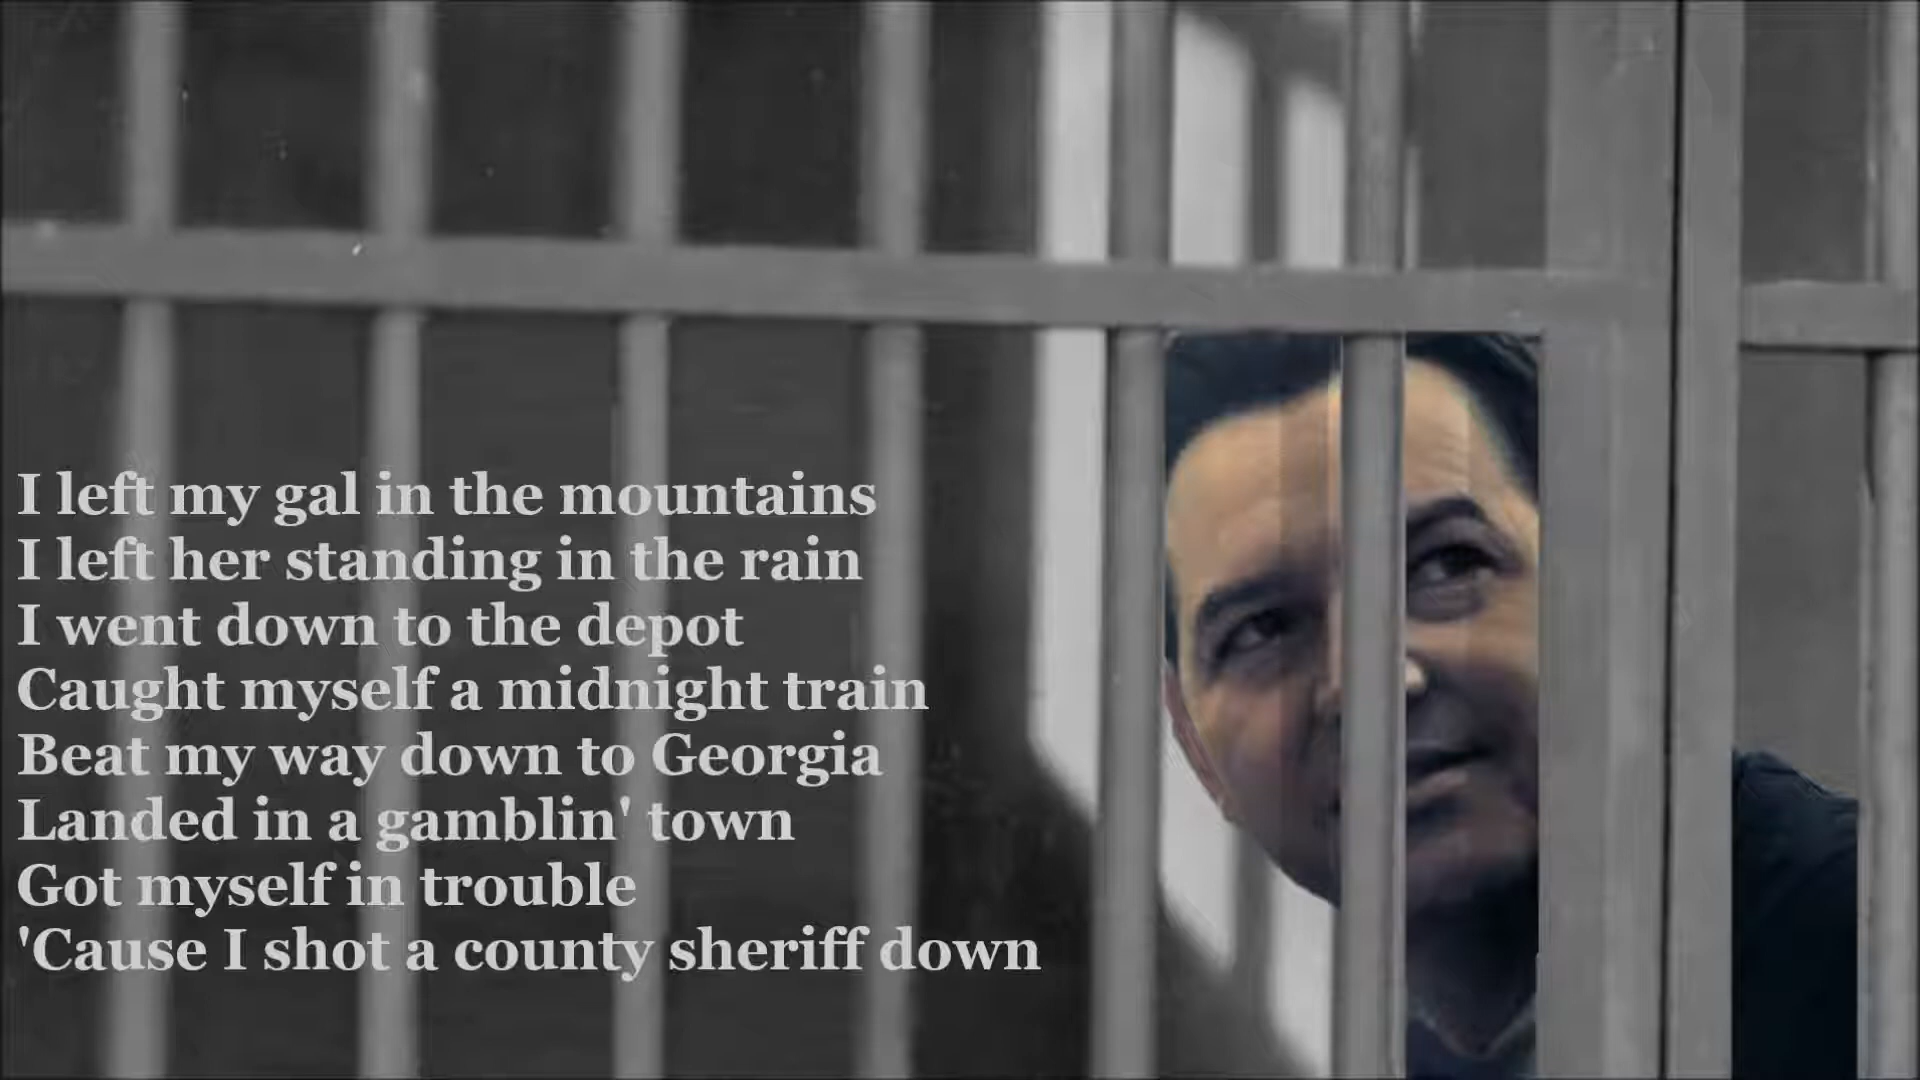 I left my gal in the mountains
I left her standing in the rain
I went down to the depot
Caught myself a midnight train
Beat my way down to Georgia
Landed in a gamblin' town
Got myself in trouble
'Cause I shot a county sheriff down